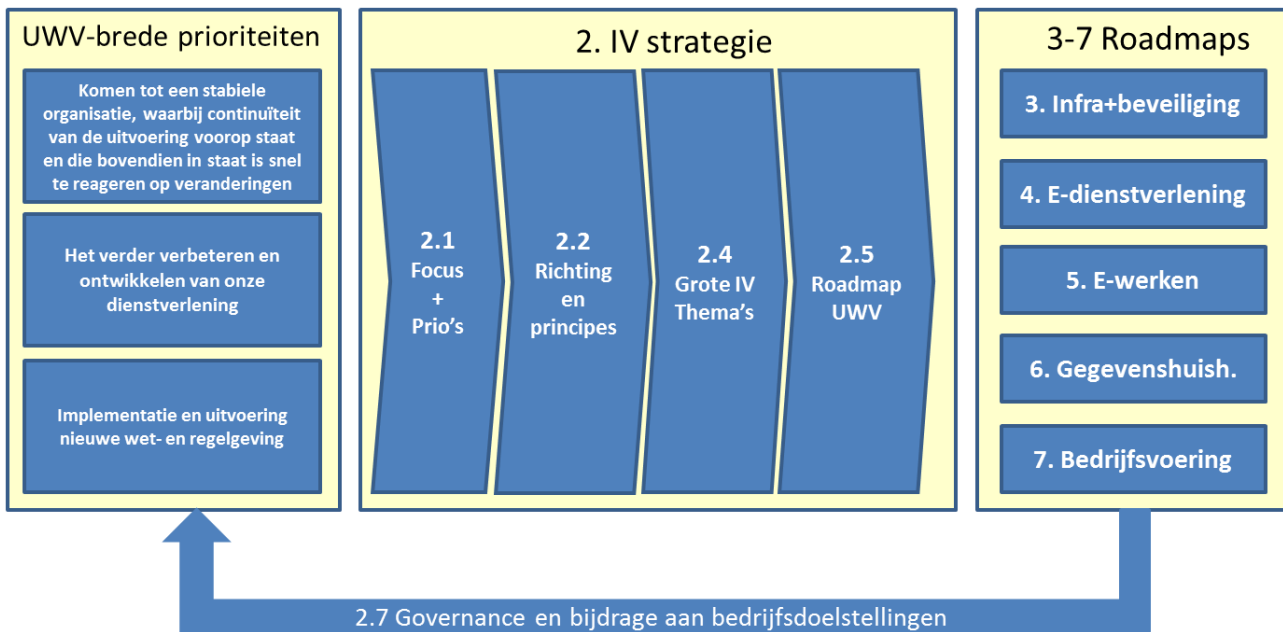 UWV-brede prioriteiten
Komen tot een stabiele
organisatie, waarbij continuïteit
van de uitvoering voorop staat
en die bovendien in staat is snel
te reageren op veranderingen
Het verder verbeteren en
ontwikkelen van onze
dienstverlening
Implementatie en uitvoering
nieuwe wet- en regelgeving
2. IV strategie
2.1
Focus
+
Prio’s
2.2
Richting
en
principes
2.4
Grote IV
Thema’s
2.5
Roadmap
UWV
3-7 Roadmaps
3. Infra+beveiliging
4. E-dienstverlening
5. E-werken
6. Gegevenshuish.
7. Bedrijfsvoering
2.7 Governance en bijdrage aan bedrijfsdoelstellingen